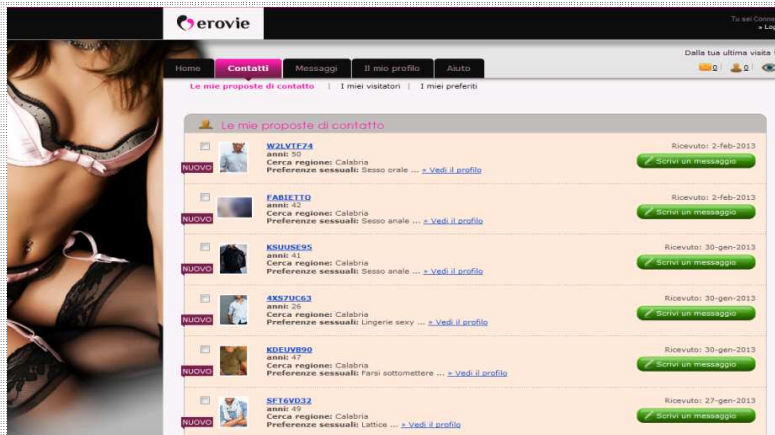 erovie
Tu sei Conne
» Log
Dalla tua ultima visita
Home Contatti Messaggi Il mio profilo Aiuto
0 0
Le mie proposte di contatto | I miei visitatori | I miei preferiti
Le mie proposte di contatto
W2LVTF74
anni: 50
Cerca regione: Calabria
Preferenze sessuali: Sesso orale ... » Vedi il profilo
NUOVO
Ricevuto: 2-feb-2013
Scrivi un messaggio
FABIETTO
anni: 42
Cerca regione: Calabria
Preferenze sessuali: Sesso anale ... » Vedi il profilo
NUOVO
Ricevuto: 2-feb-2013
Scrivi un messaggio
KSUUSE95
anni: 41
Cerca regione: Calabria
Preferenze sessuali: Sesso anale ... » Vedi il profilo
NUOVO
Ricevuto: 30-gen-2013
Scrivi un messaggio
4XS7UC63
anni: 26
Cerca regione: Calabria
Preferenze sessuali: Lingerie sexy ... » Vedi il profilo
NUOVO
Ricevuto: 30-gen-2013
Scrivi un messaggio
KDEUVB90
anni: 47
Cerca regione: Calabria
Preferenze sessuali: Farsi sottomettere ... » Vedi il profilo
NUOVO
Ricevuto: 30-gen-2013
Scrivi un messaggio
SFT6VD32
anni: 49
Cerca regione: Calabria
Preferenze sessuali: Lattice ... » Vedi il profilo
NUOVO
Ricevuto: 27-gen-2013
Scrivi un messaggio